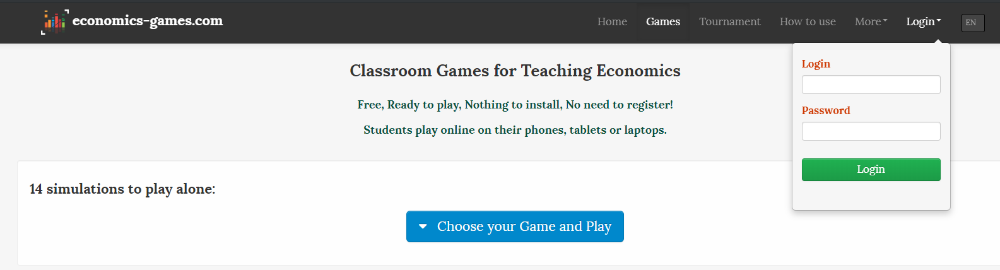 economics-games.com
Home Games Tournament How to use More Login EN
Classroom Games for Teaching Economics
Free, Ready to play, Nothing to install, No need to register!
Students play online on their phones, tablets or laptops.
Login
Password
Login
14 simulations to play alone:
Choose your Game and Play